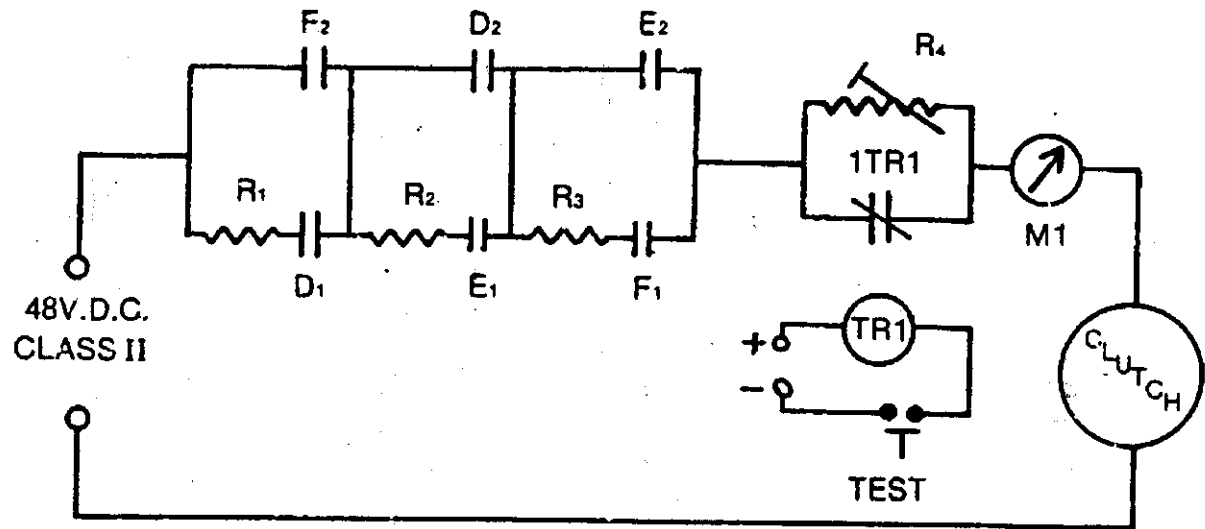 F₂ D₂ E₂
R₄
R₁ R₂ R₃ 1TR1
M1
D₁ E₁ F₁
48V.D.C.
CLASS II
+ TR1
-
CLUTCH
TEST